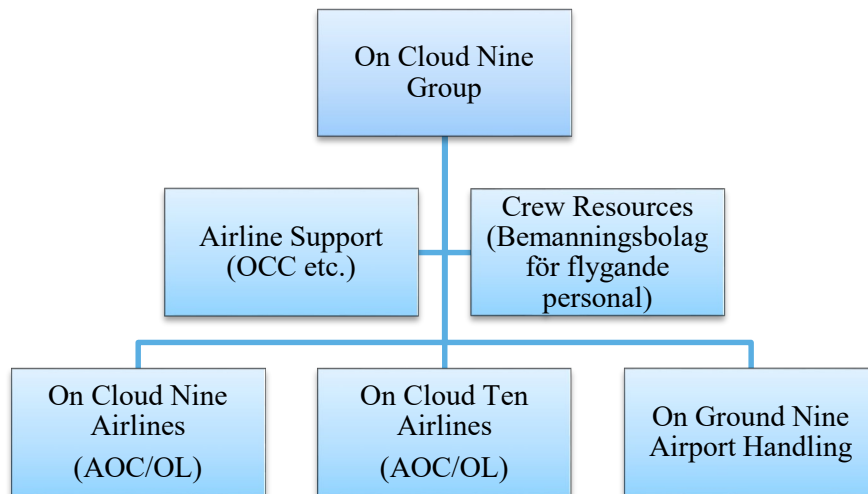 On Cloud Nine
Group
Airline Support
(OCC etc.)
Crew Resources
(Bemanningsbolag
för flygande
personal)
On Cloud Nine
Airlines
(AOC/OL)
On Cloud Ten
Airlines
(AOC/OL)
On Ground Nine
Airport Handling